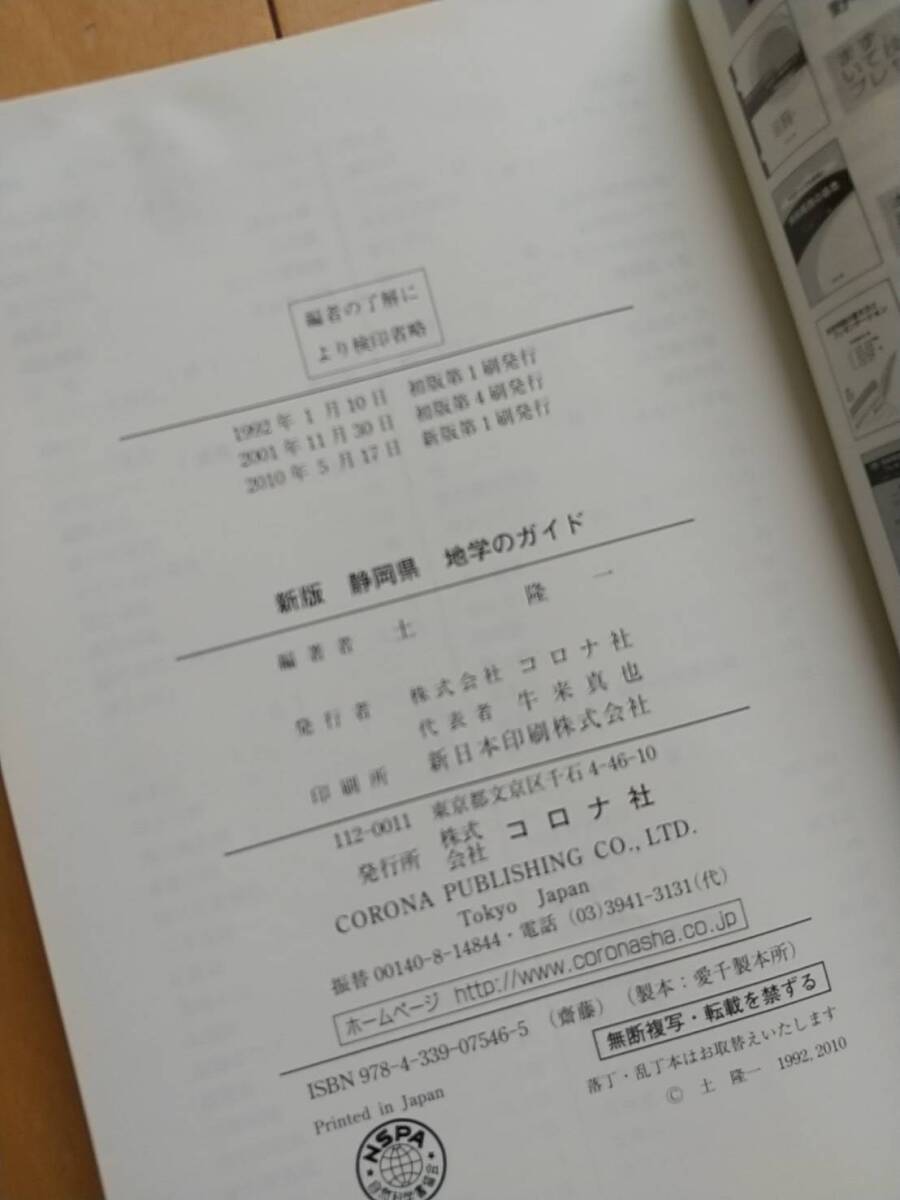 編者の了解に
より検印省略
1992年 1月10日 初版第1刷発行
2001年11月30日 初版第4刷発行
2010年 5月17日 新版第1刷発行
新版 静岡県 地学のガイド
編著者 土 隆一
発行者 株式会社 コロナ社
代表者 牛来真也
印刷所 新日本印刷株式会社
112-0011 東京都文京区千石4-46-10
発行所 株式会社 コロナ社
CORONA PUBLISHING CO., LTD.
Tokyo Japan
振替 00140-8-14844・電話 (03)3941-3131(代)
ホームページ http://www.coronasha.co.jp
ISBN 978-4-339-07546-5 (齋藤) (製本:愛千製本所)
Printed in Japan
無断複写・転載を禁ずる
落丁・乱丁本はお取替えいたします
© 土 隆一 1992, 2010
NSPA
自然科学書協会